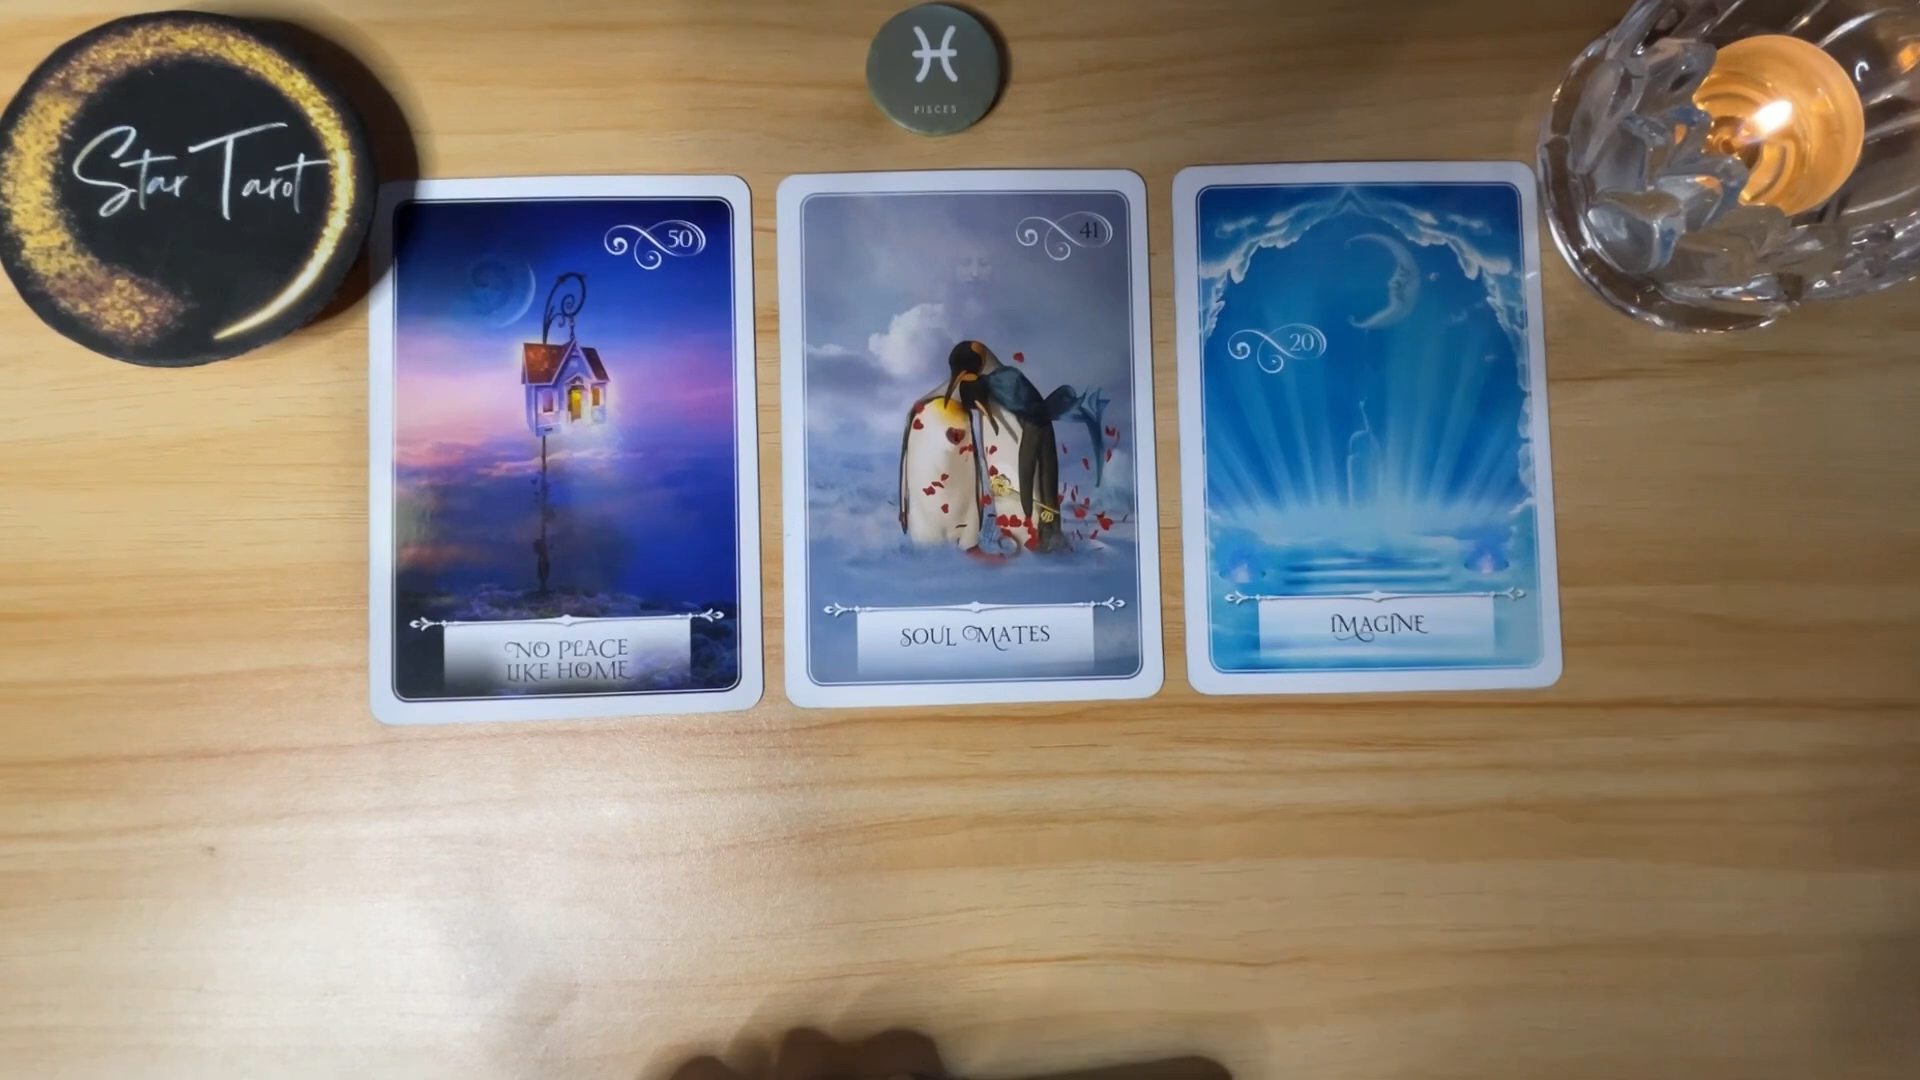 Star Tarot
PISCES
50
41
20
NO PLACE
LIKE HOME
SOUL MATES
IMAGINE